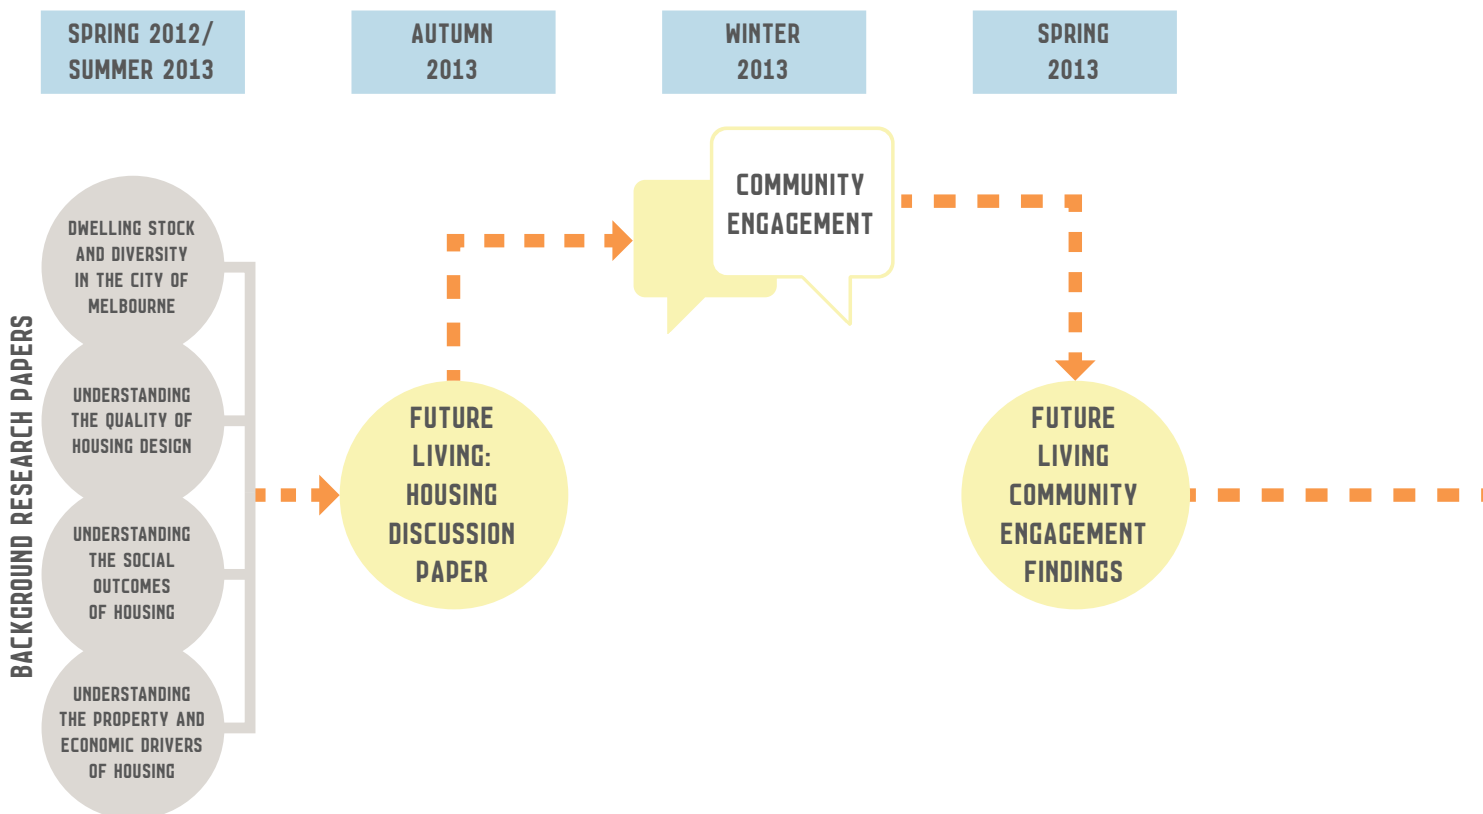 SPRING 2012/
SUMMER 2013
AUTUMN
2013
WINTER
2013
SPRING
2013
BACKGROUND RESEARCH PAPERS
DWELLING STOCK
AND DIVERSITY
IN THE CITY OF
MELBOURNE
UNDERSTANDING
THE QUALITY OF
HOUSING DESIGN
UNDERSTANDING
THE SOCIAL
OUTCOMES
OF HOUSING
UNDERSTANDING
THE PROPERTY AND
ECONOMIC DRIVERS
OF HOUSING
FUTURE
LIVING:
HOUSING
DISCUSSION
PAPER
COMMUNITY
ENGAGEMENT
FUTURE
LIVING
COMMUNITY
ENGAGEMENT
FINDINGS